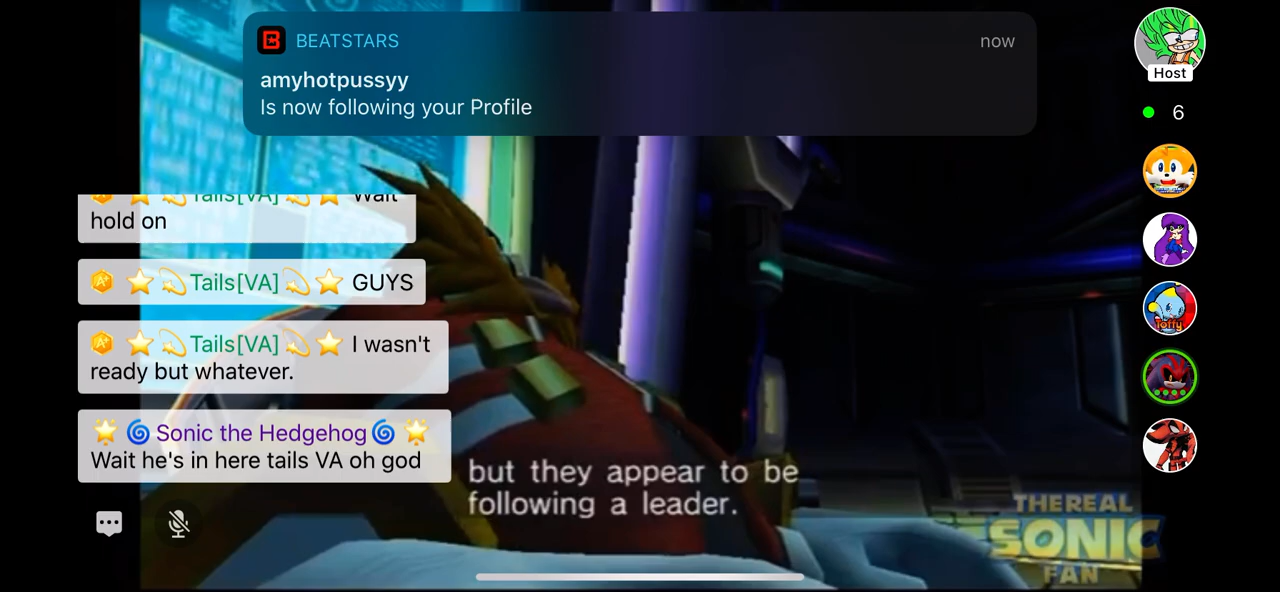 BEATSTARS
now
amyhotpussyy
Is now following your Profile
Host
6
Tails[VA] Wait
hold on
Tails[VA] GUYS
Tails[VA] I wasn't
ready but whatever.
Sonic the Hedgehog
Wait he's in here tails VA oh god
but they appear to be
following a leader.
Toffy
THEREAL
SONIC
FAN